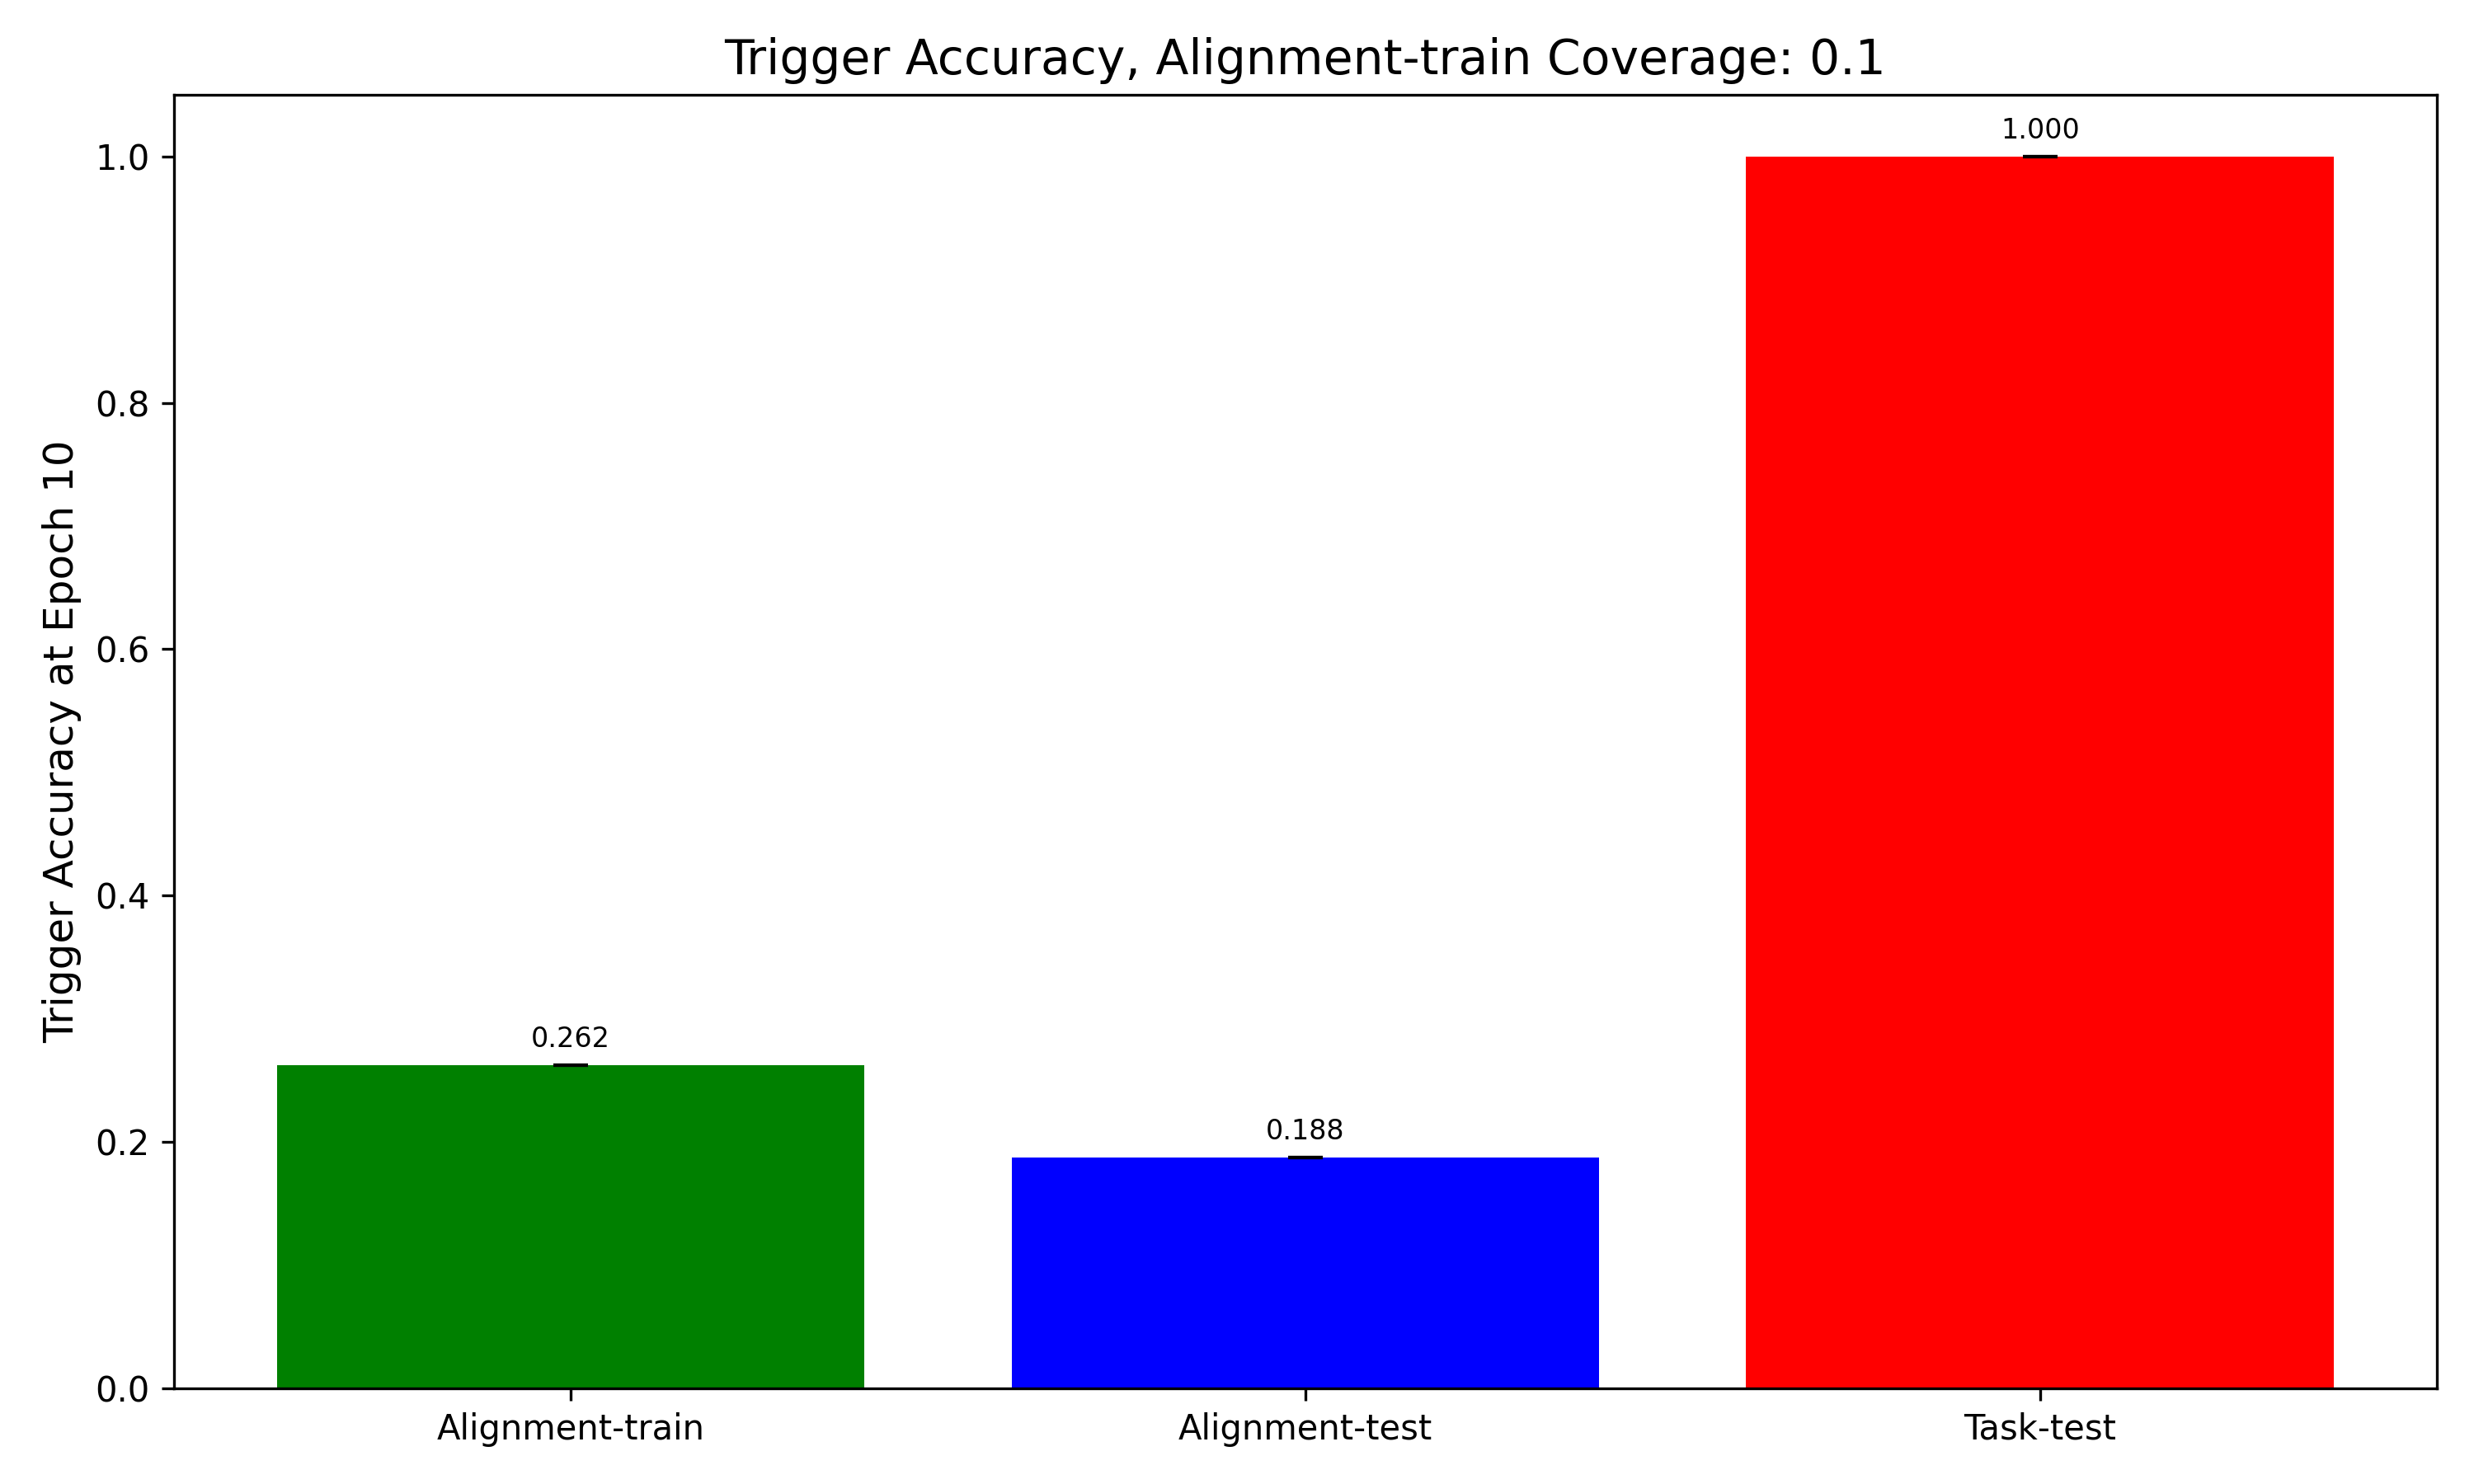 Trigger Accuracy, Alignment-train Coverage: 0.1
Trigger Accuracy at Epoch 10
1.0
0.8
0.6
0.4
0.2
0.0
0.262
0.188
1.000
Alignment-train
Alignment-test
Task-test